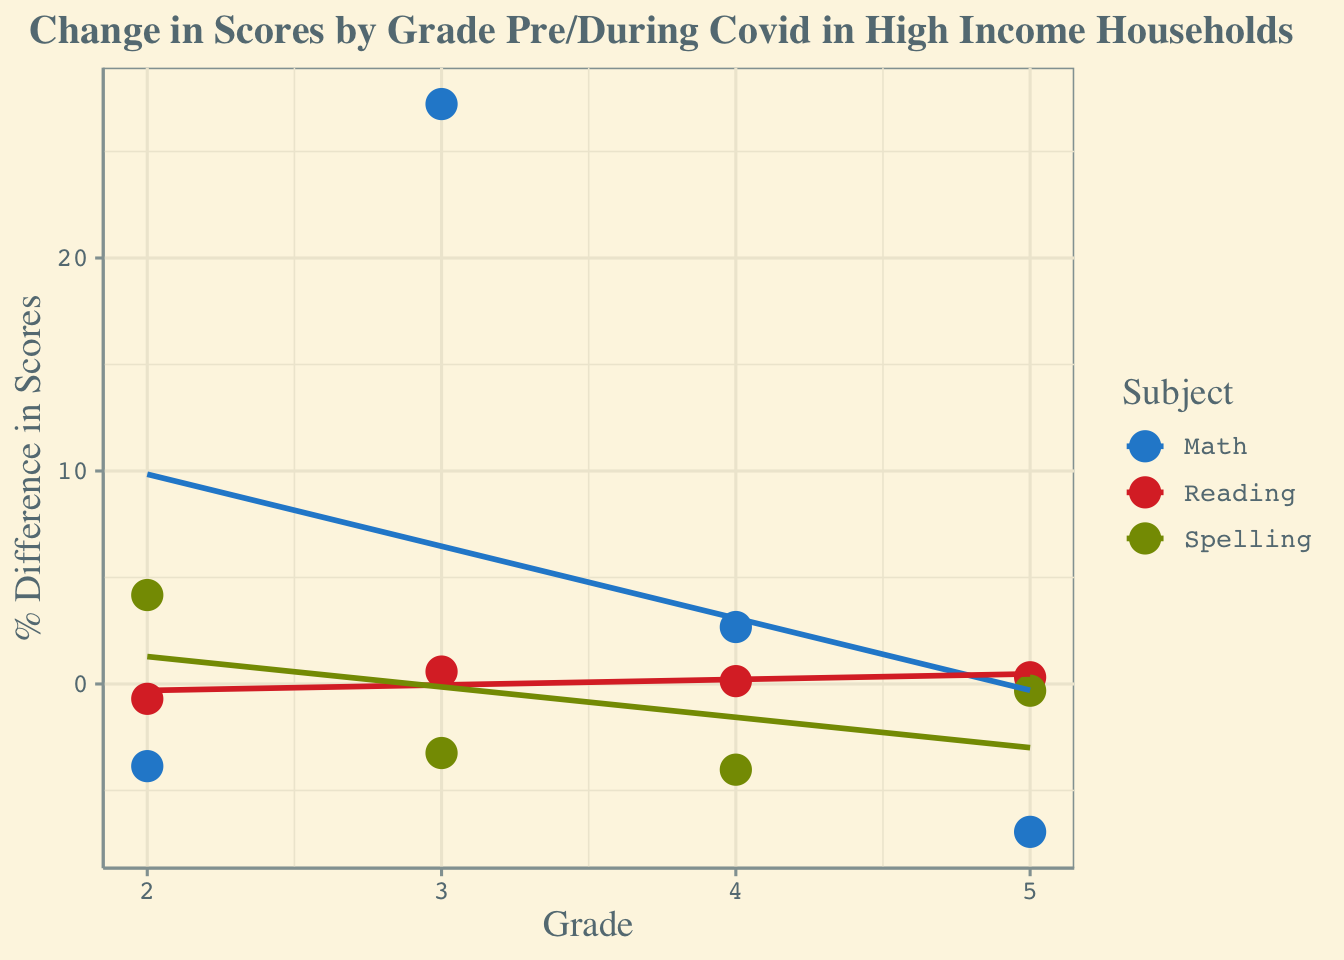 Change in Scores by Grade Pre/During Covid in High Income Households
% Difference in Scores
20
10
0
2 3 4 5
Grade
Subject
Math
Reading
Spelling